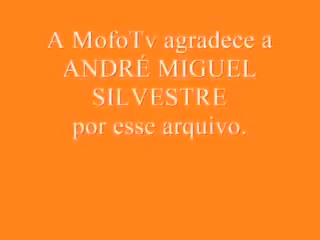 A MofoTv agradece a
ANDRÉ MIGUEL
SILVESTRE
por esse arquivo.